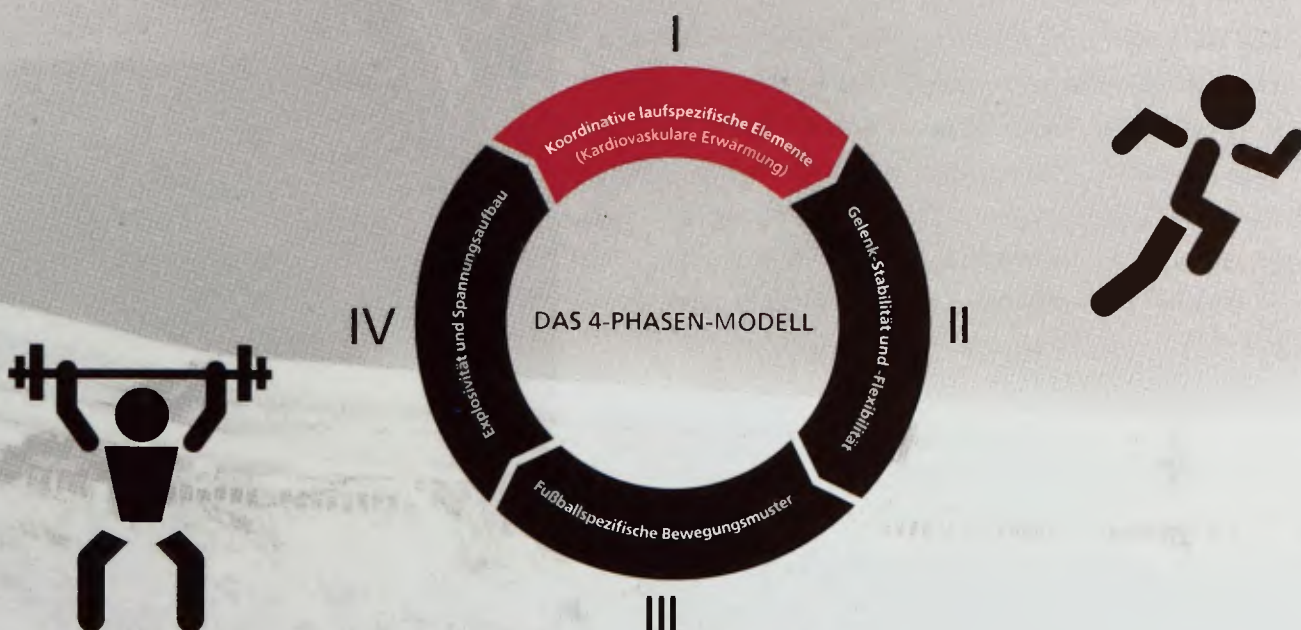 I
Koordinative laufspezifische Elemente
(Kardiovaskulare Erwärmung)
II
Gelenk-Stabilität und -Flexibilität
III
Fußballspezifische Bewegungsmuster
IV
Explosivität und Spannungsaufbau
DAS 4-PHASEN-MODELL